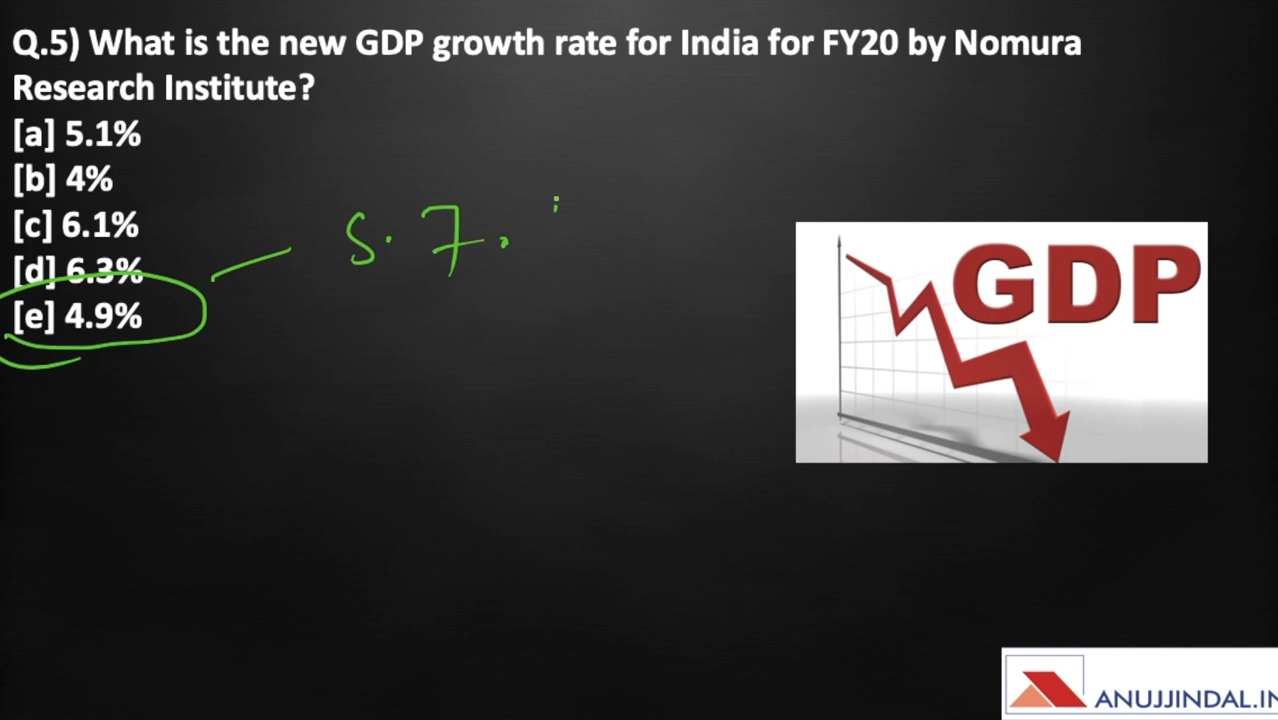 Q.5) What is the new GDP growth rate for India for FY20 by Nomura
Research Institute?
[a] 5.1%
[b] 4%
[c] 6.1%
[d] 6.3%
[e] 4.9%
5.7.
GDP
ANUJJINDAL.IN